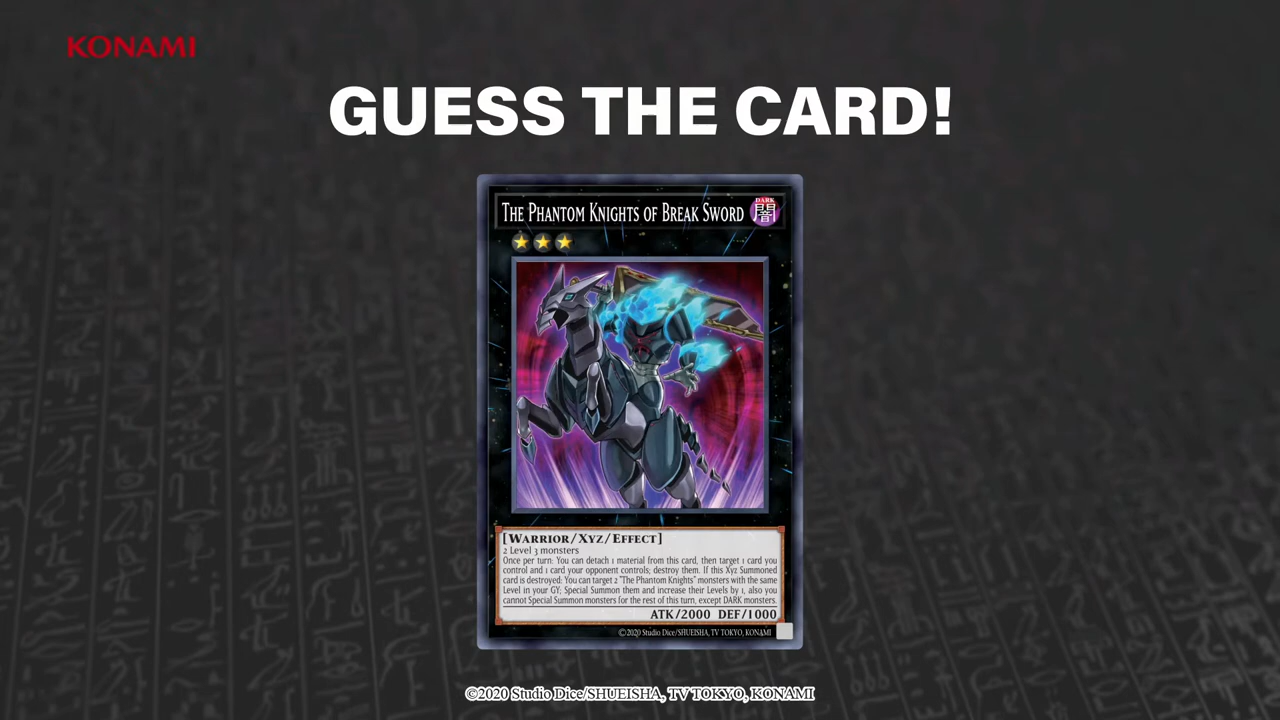 KONAMI
GUESS THE CARD!
THE PHANTOM KNIGHTS OF BREAK SWORD
DARK
闇
[WARRIOR/XYZ/EFFECT]
2 Level 3 monsters
Once per turn: You can detach 1 material from this card, then target 1 card you
control and 1 card your opponent controls; destroy them. If this Xyz Summoned
card is destroyed: You can target 2 "The Phantom Knights" monsters with the same
Level in your GY; Special Summon them and increase their Levels by 1, also you
cannot Special Summon monsters for the rest of this turn, except DARK monsters.
ATK/2000 DEF/1000
©2020 Studio Dice/SHUEISHA, TV TOKYO, KONAMI
©2020 Studio Dice/SHUEISHA, TV TOKYO, KONAMI